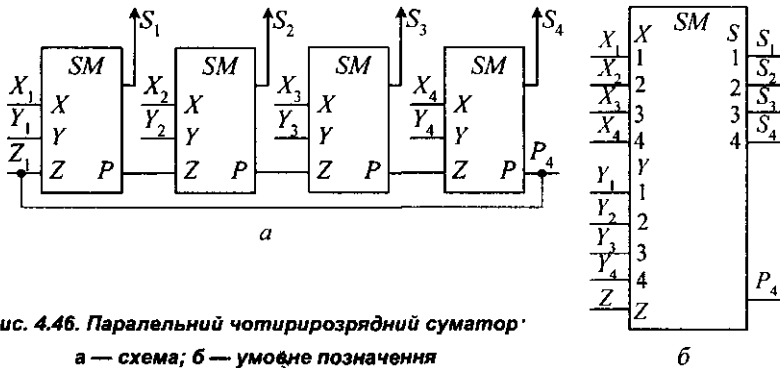 S1 S2 S3 S4
SM SM SM SM
X1 X X2 X X3 X X4 X
Y1 Y Y2 Y Y3 Y Y4 Y
Z1 Z P Z P Z P Z P P4
а
SM
X S
X1 1 1 S1
X2 2 2 S2
X3 3 3 S3
X4 4 4 S4
Y
Y1 1
Y2 2
Y3 3
Y4 4
Z Z
P4
б
ис. 4.46. Паралельний чотирирозрядний суматор
а — схема; б — умовне позначення